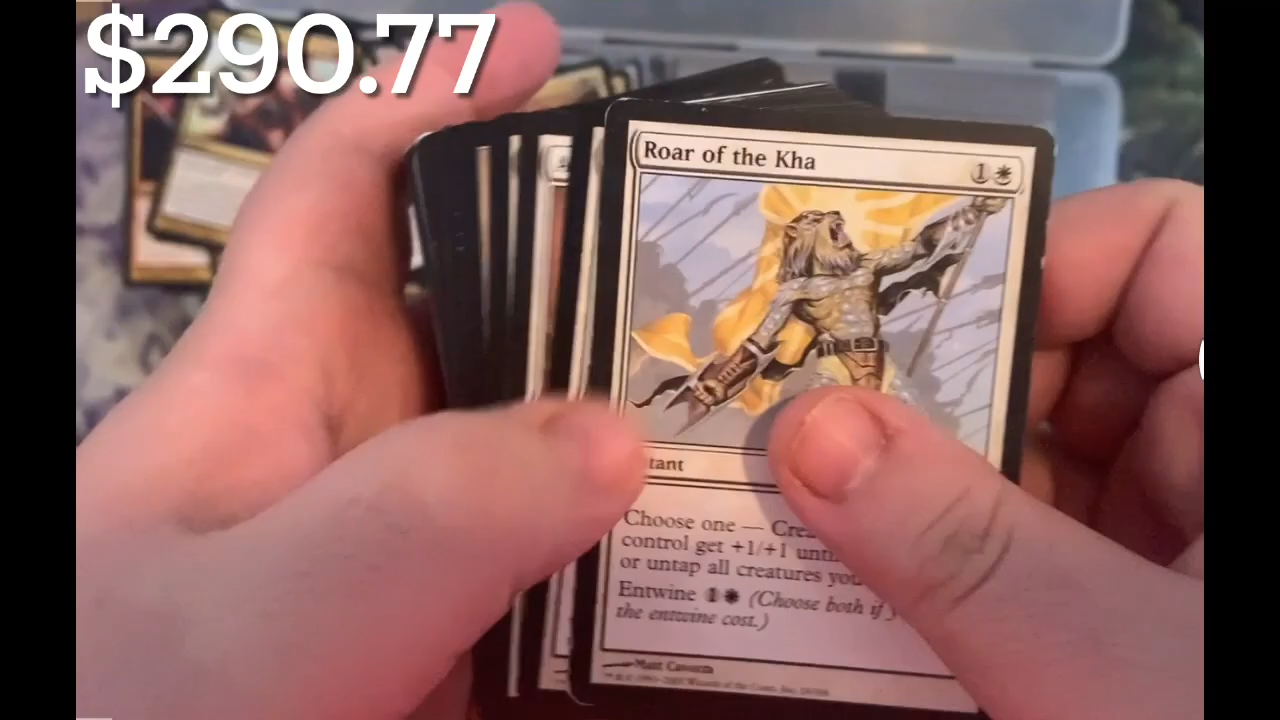 $290.77
Roar of the Kha
1
tant
Choose one — Crea
control get +1/+1 until
or untap all creatures you
Entwine 1 (Choose both if y
the entwine cost.)
Matt Cavotta